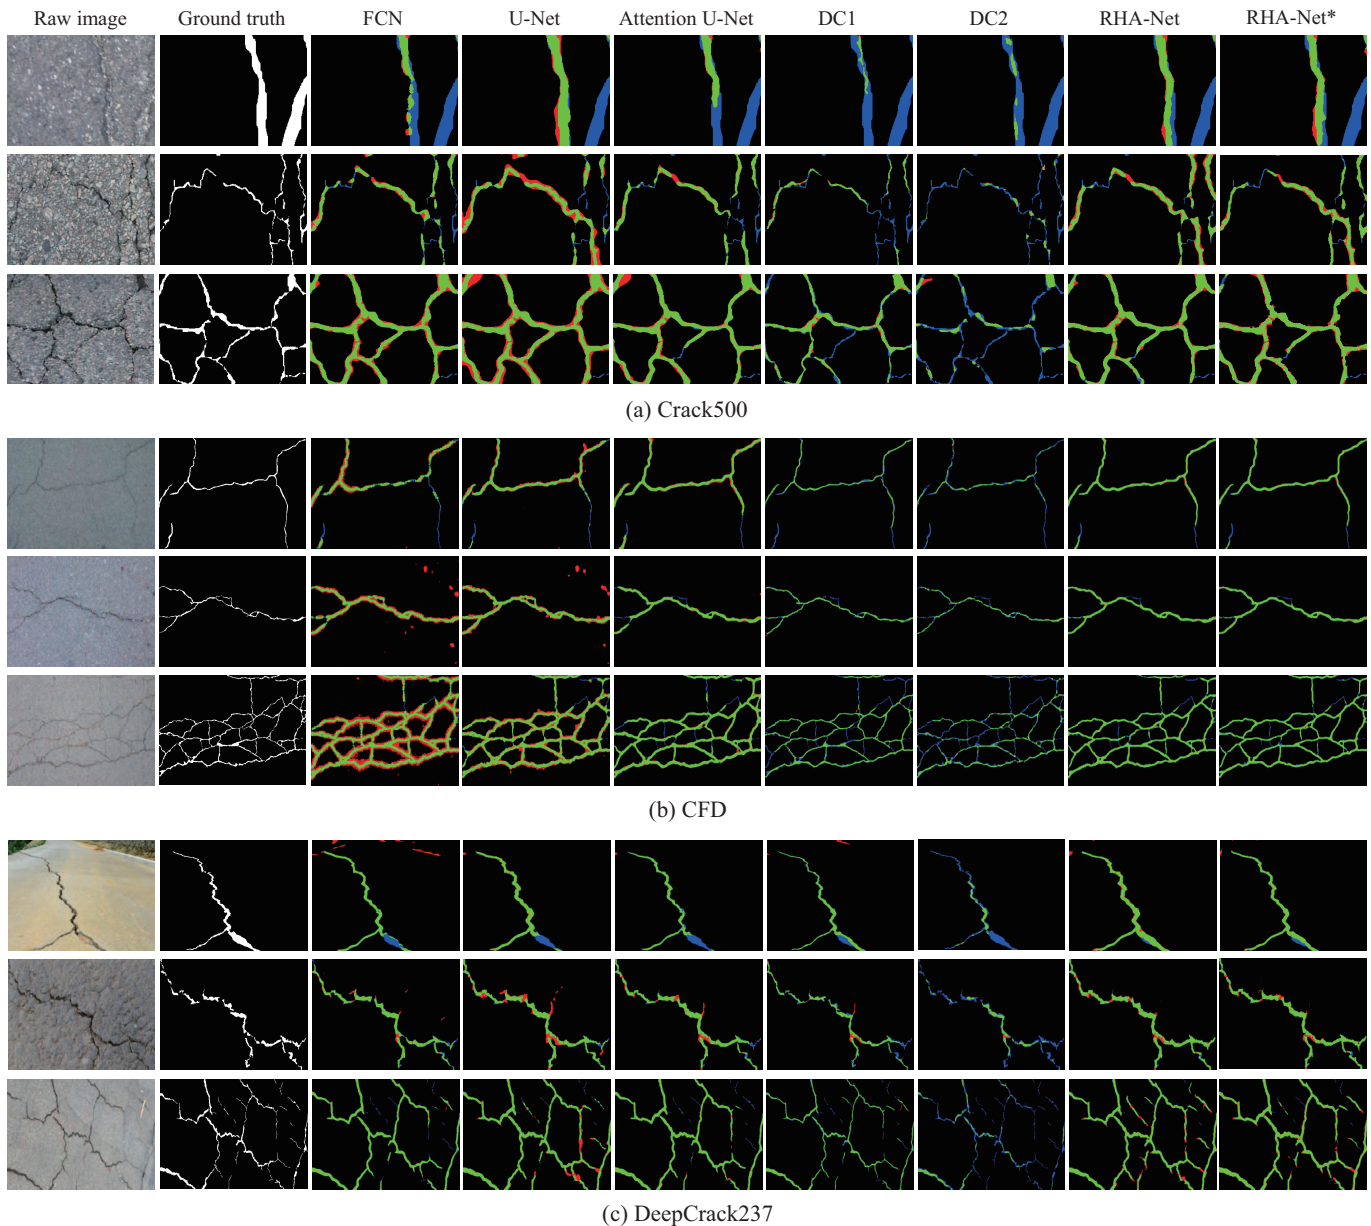 Raw image Ground truth FCN U-Net Attention U-Net DC1 DC2 RHA-Net RHA-Net*
(a) Crack500
(b) CFD
(c) DeepCrack237